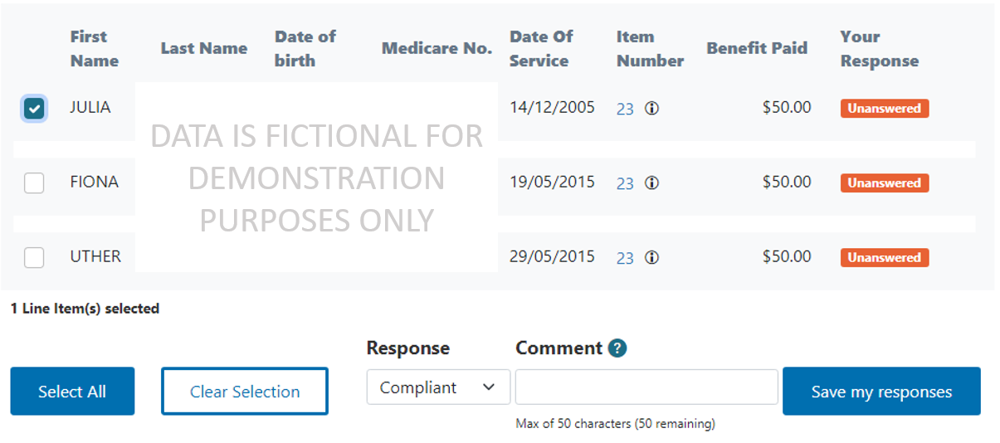 First Name Last Name Date of birth Medicare No. Date Of Service Item Number Benefit Paid Your Response
JULIA 14/12/2005 23 $50.00 Unanswered
DATA IS FICTIONAL FOR
DEMONSTRATION
PURPOSES ONLY
FIONA 19/05/2015 23 $50.00 Unanswered
UTHER 29/05/2015 23 $50.00 Unanswered
1 Line Item(s) selected
Response Comment ?
Select All Clear Selection Compliant Save my responses
Max of 50 characters (50 remaining)